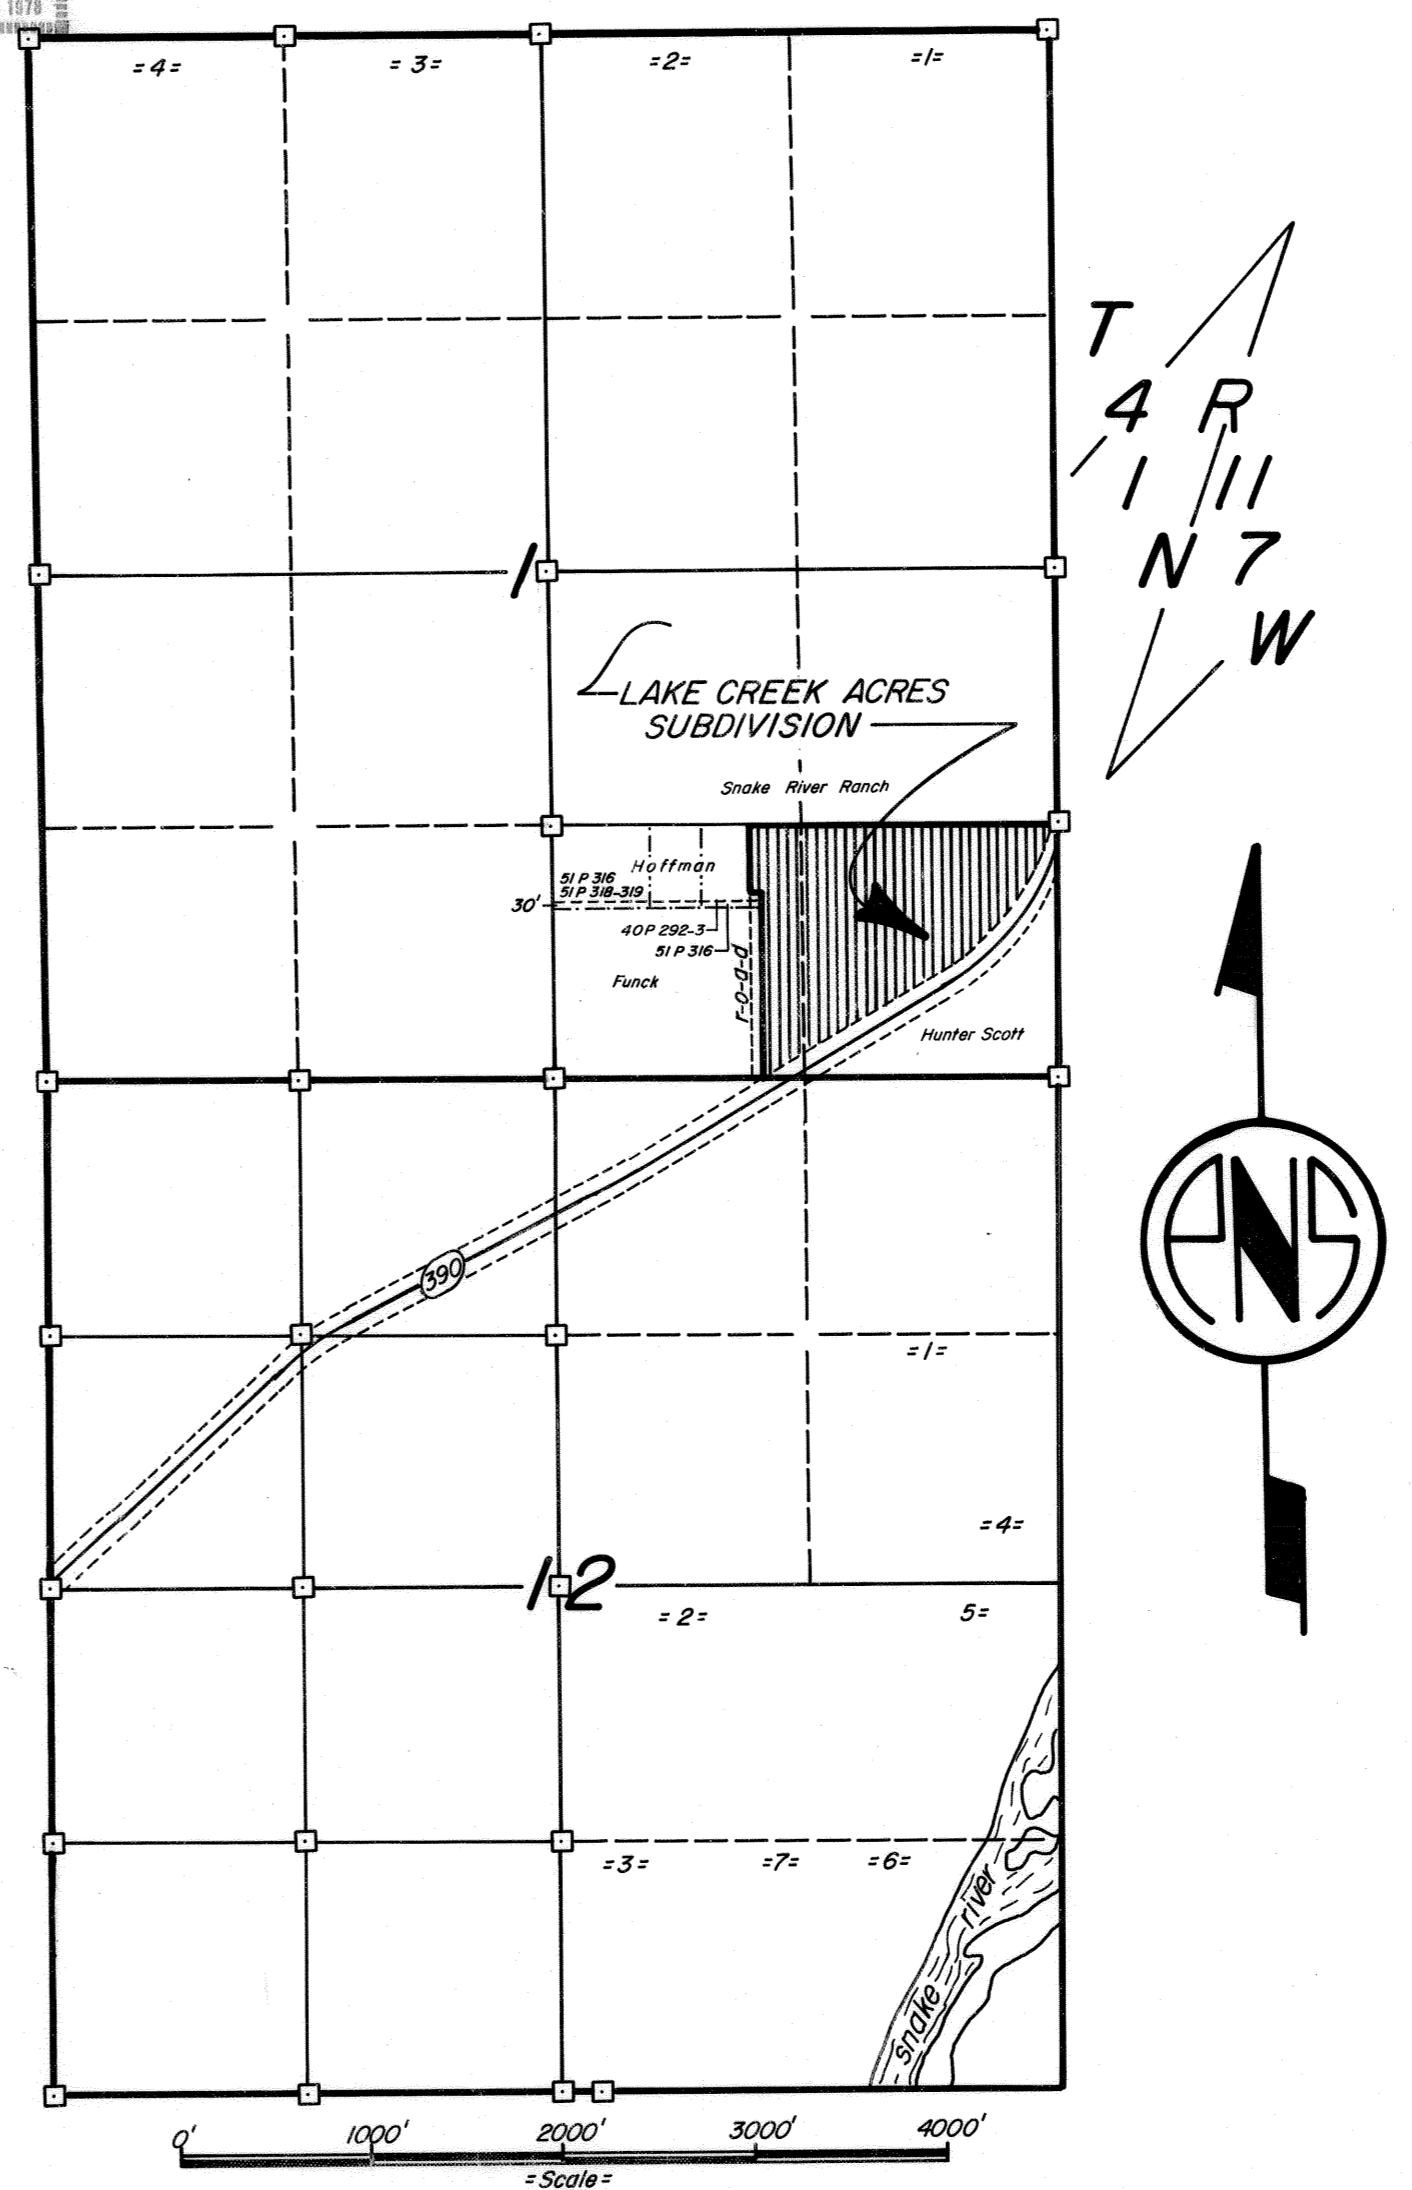 1978
=4=
=3=
=2=
=1=
T
4 R
1 11
N 7
W
1
LAKE CREEK ACRES
SUBDIVISION
Snake River Ranch
Hoffman
51 P 316
51 P 318-319
30'
40 P 292-3
51 P 316
r-o-a-d
Funck
Hunter Scott
N
390
=1=
=4=
12
=2=
5=
=3=
=7=
=6=
snake river
0'
1000'
2000'
3000'
4000'
=Scale=